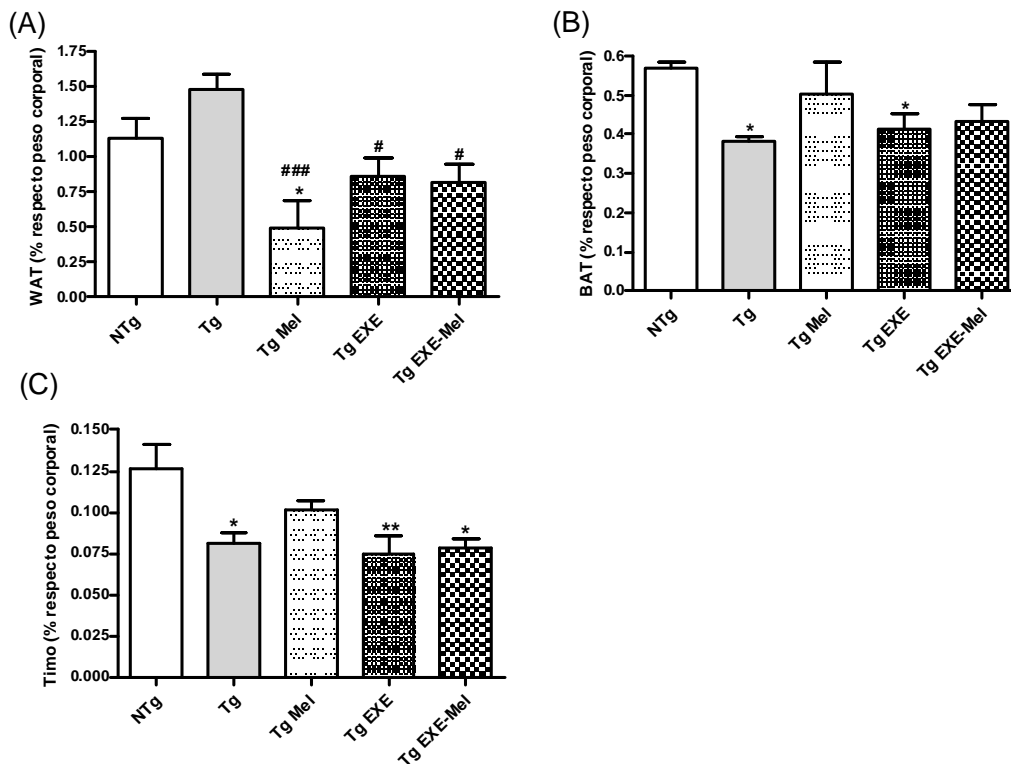 (A)
WAT (% respecto peso corporal)
1.75
1.50
1.25
1.00
0.75
0.50
0.25
0.00
###
*
#
#
NTg
Tg
Tg Mel
Tg EXE
Tg EXE-Mel
(B)
BAT (% respecto peso corporal)
0.6
0.5
0.4
0.3
0.2
0.1
0.0
*
*
NTg
Tg
Tg Mel
Tg EXE
Tg EXE-Mel
(C)
Timo (% respecto peso corporal)
0.150
0.125
0.100
0.075
0.050
0.025
0.000
*
**
*
NTg
Tg
Tg Mel
Tg EXE
Tg EXE-Mel